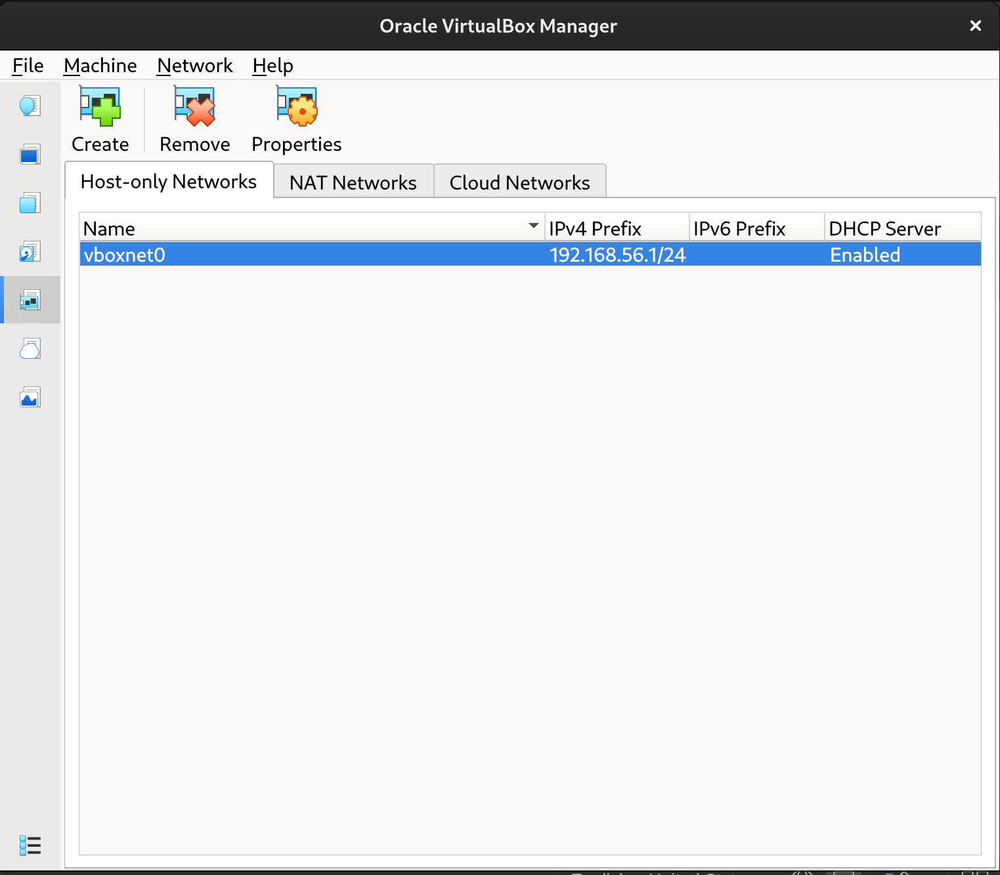 Oracle VirtualBox Manager
File Machine Network Help
Create Remove Properties
Host-only Networks NAT Networks Cloud Networks
Name IPv4 Prefix IPv6 Prefix DHCP Server
vboxnet0 192.168.56.1/24 Enabled